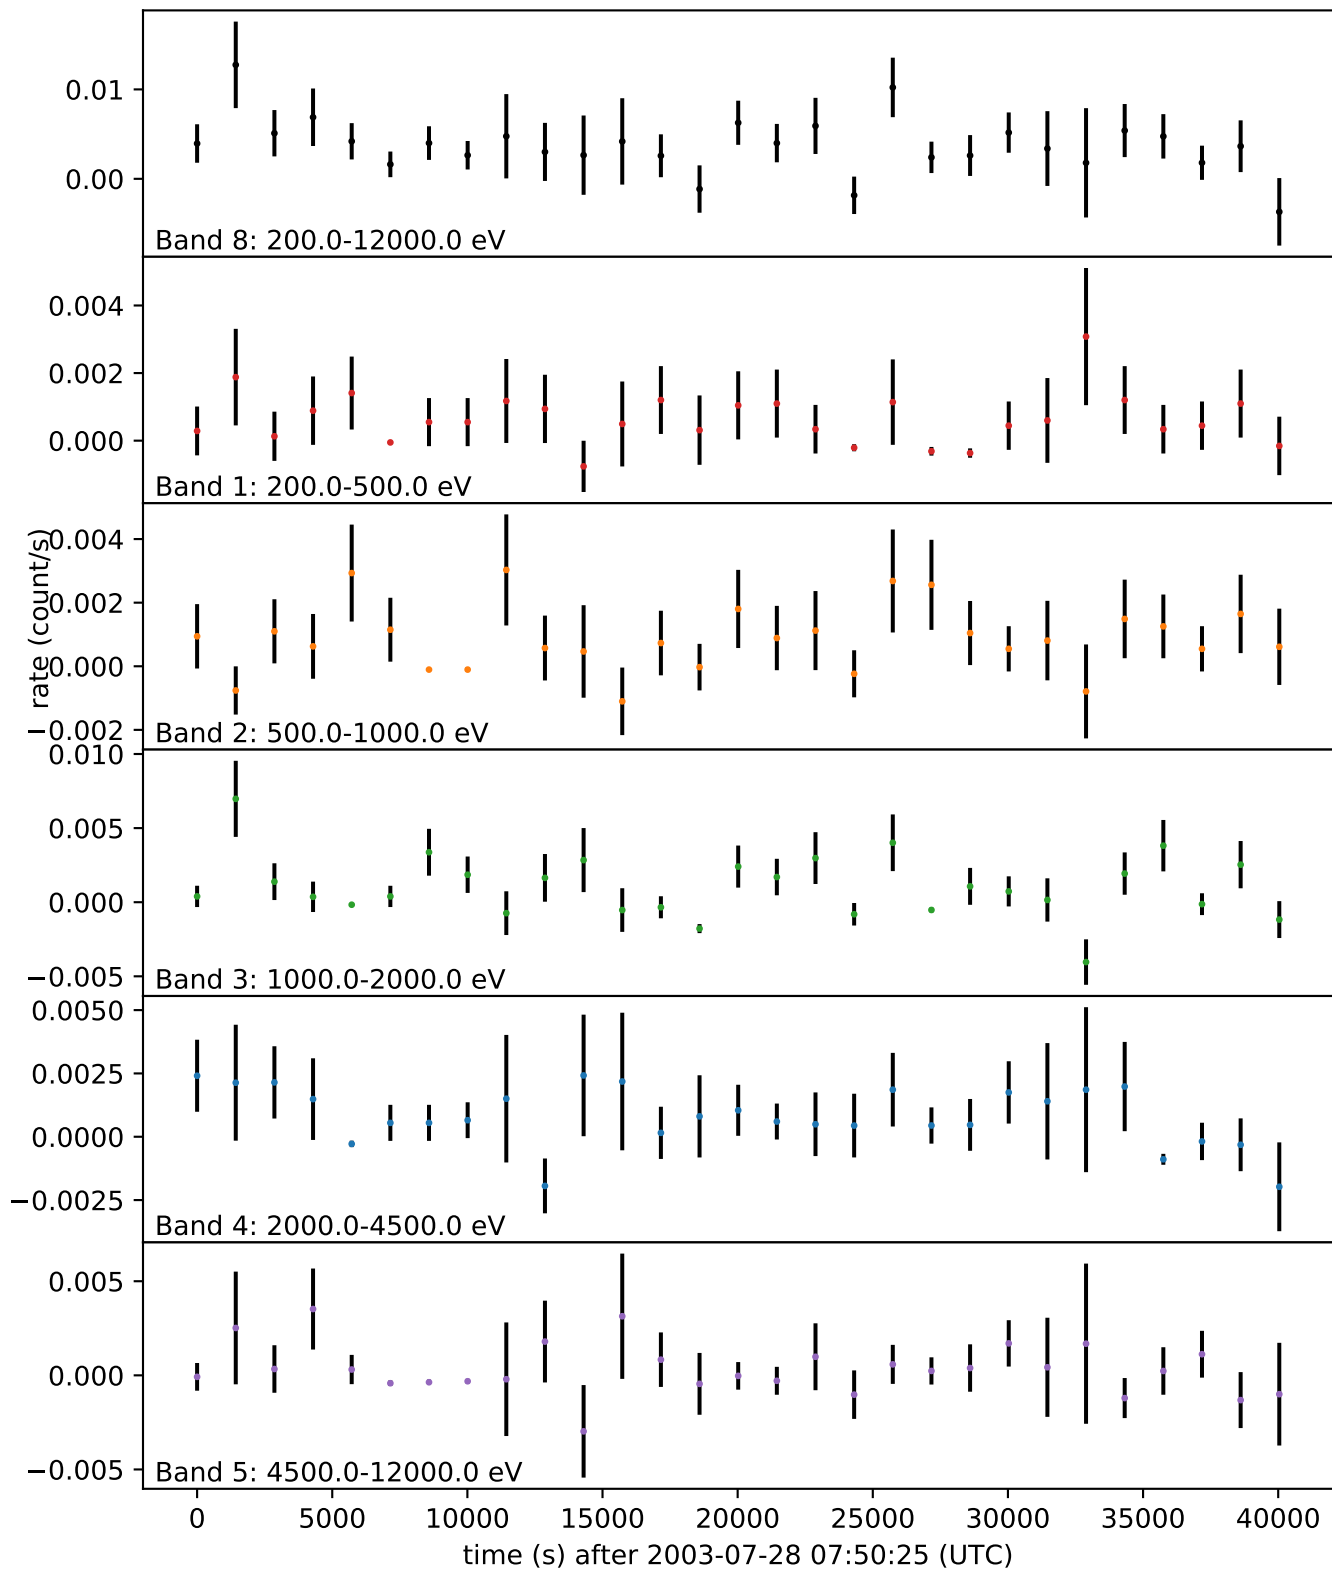 0.01
0.00
Band 8: 200.0-12000.0 eV
0.004
0.002
0.000
Band 1: 200.0-500.0 eV
rate (count/s)
0.004
0.002
0.000
−0.002
Band 2: 500.0-1000.0 eV
0.010
0.005
0.000
−0.005
Band 3: 1000.0-2000.0 eV
0.0050
0.0025
0.0000
−0.0025
Band 4: 2000.0-4500.0 eV
0.005
0.000
−0.005
Band 5: 4500.0-12000.0 eV
0 5000 10000 15000 20000 25000 30000 35000 40000
time (s) after 2003-07-28 07:50:25 (UTC)